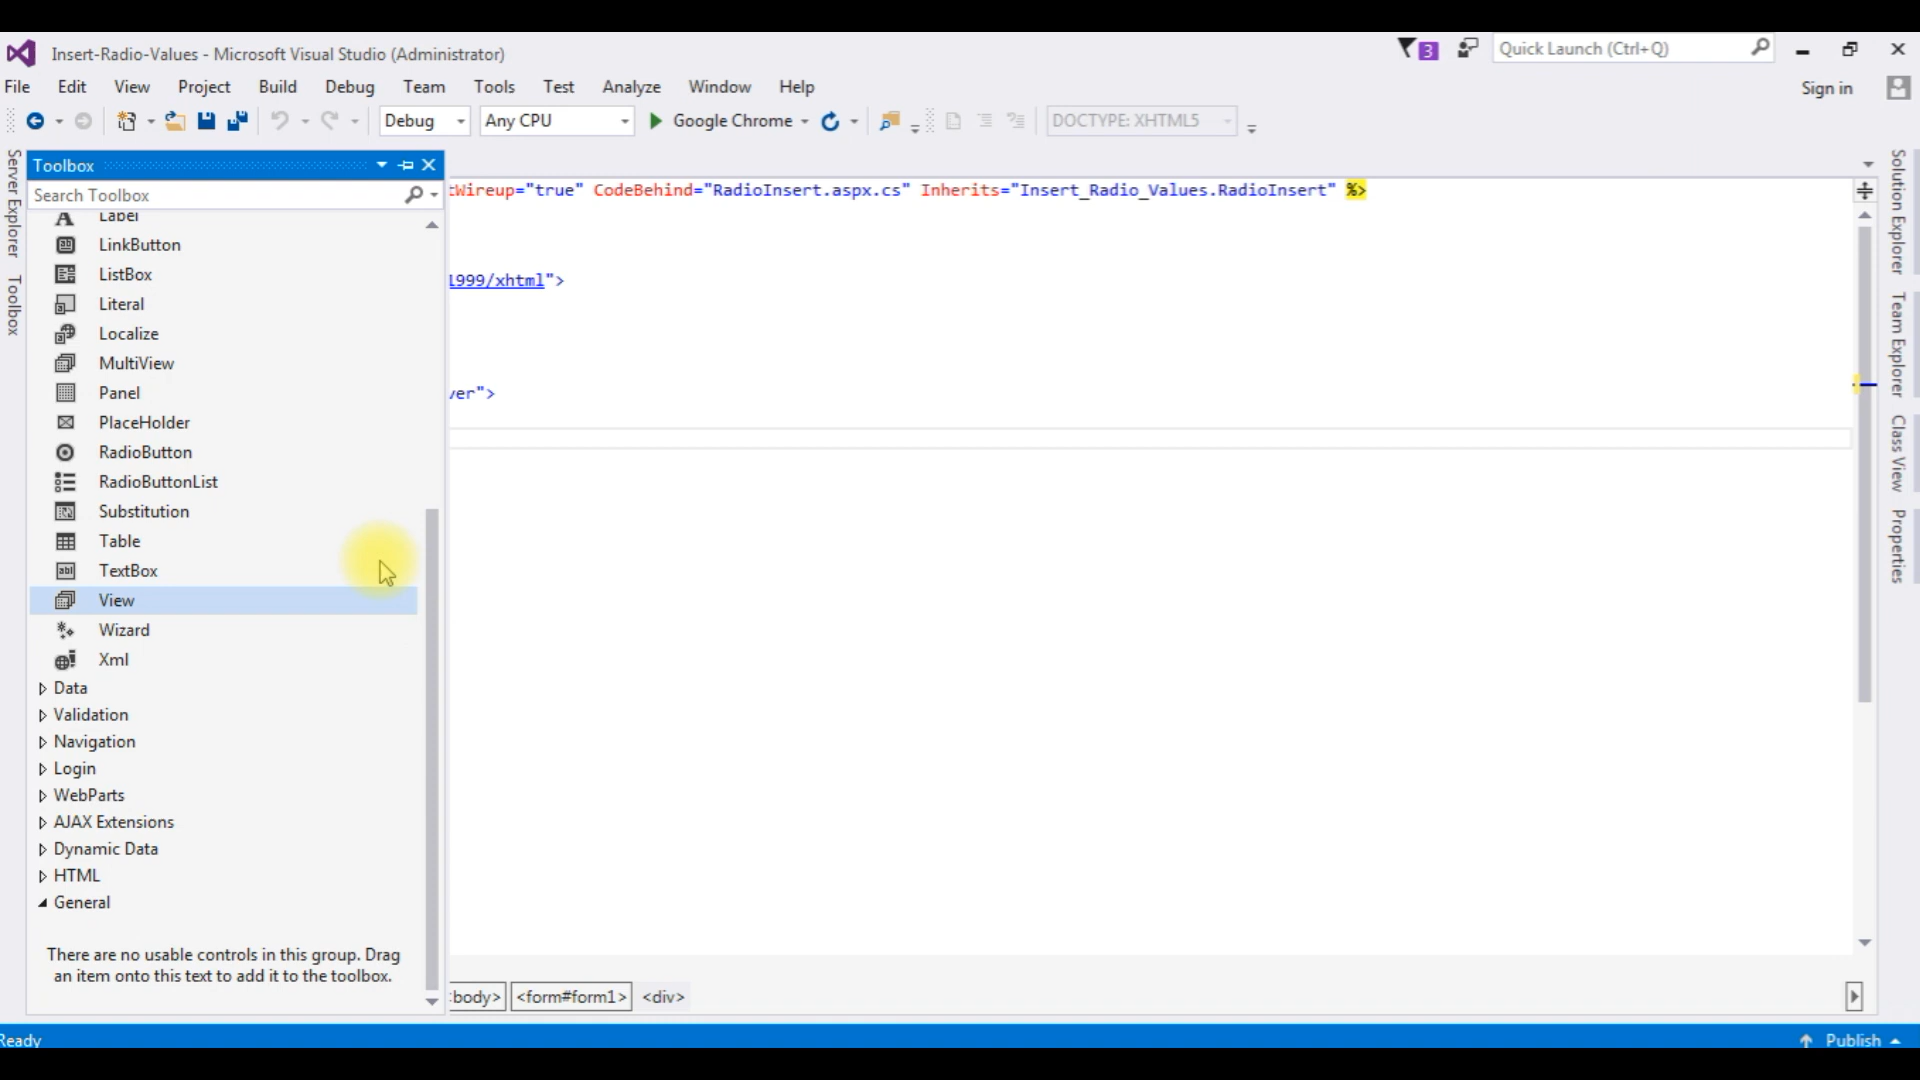 Insert-Radio-Values - Microsoft Visual Studio (Administrator)
3
Quick Launch (Ctrl+Q)
File Edit View Project Build Debug Team Tools Test Analyze Window Help
Sign in
Debug
Any CPU
Google Chrome
DOCTYPE: XHTML5
Server Explorer
Toolbox
Toolbox
Search Toolbox
Label
LinkButton
ListBox
Literal
Localize
MultiView
Panel
PlaceHolder
RadioButton
RadioButtonList
Substitution
Table
TextBox
View
Wizard
Xml
Data
Validation
Navigation
Login
WebParts
AJAX Extensions
Dynamic Data
HTML
General
There are no usable controls in this group. Drag
an item onto this text to add it to the toolbox.
tWireup="true" CodeBehind="RadioInsert.aspx.cs" Inherits="Insert_Radio_Values.RadioInsert" %>
1999/xhtml">
ver">
body> <form#form1> <div>
Solution Explorer
Team Explorer
Class View
Properties
Ready
Publish